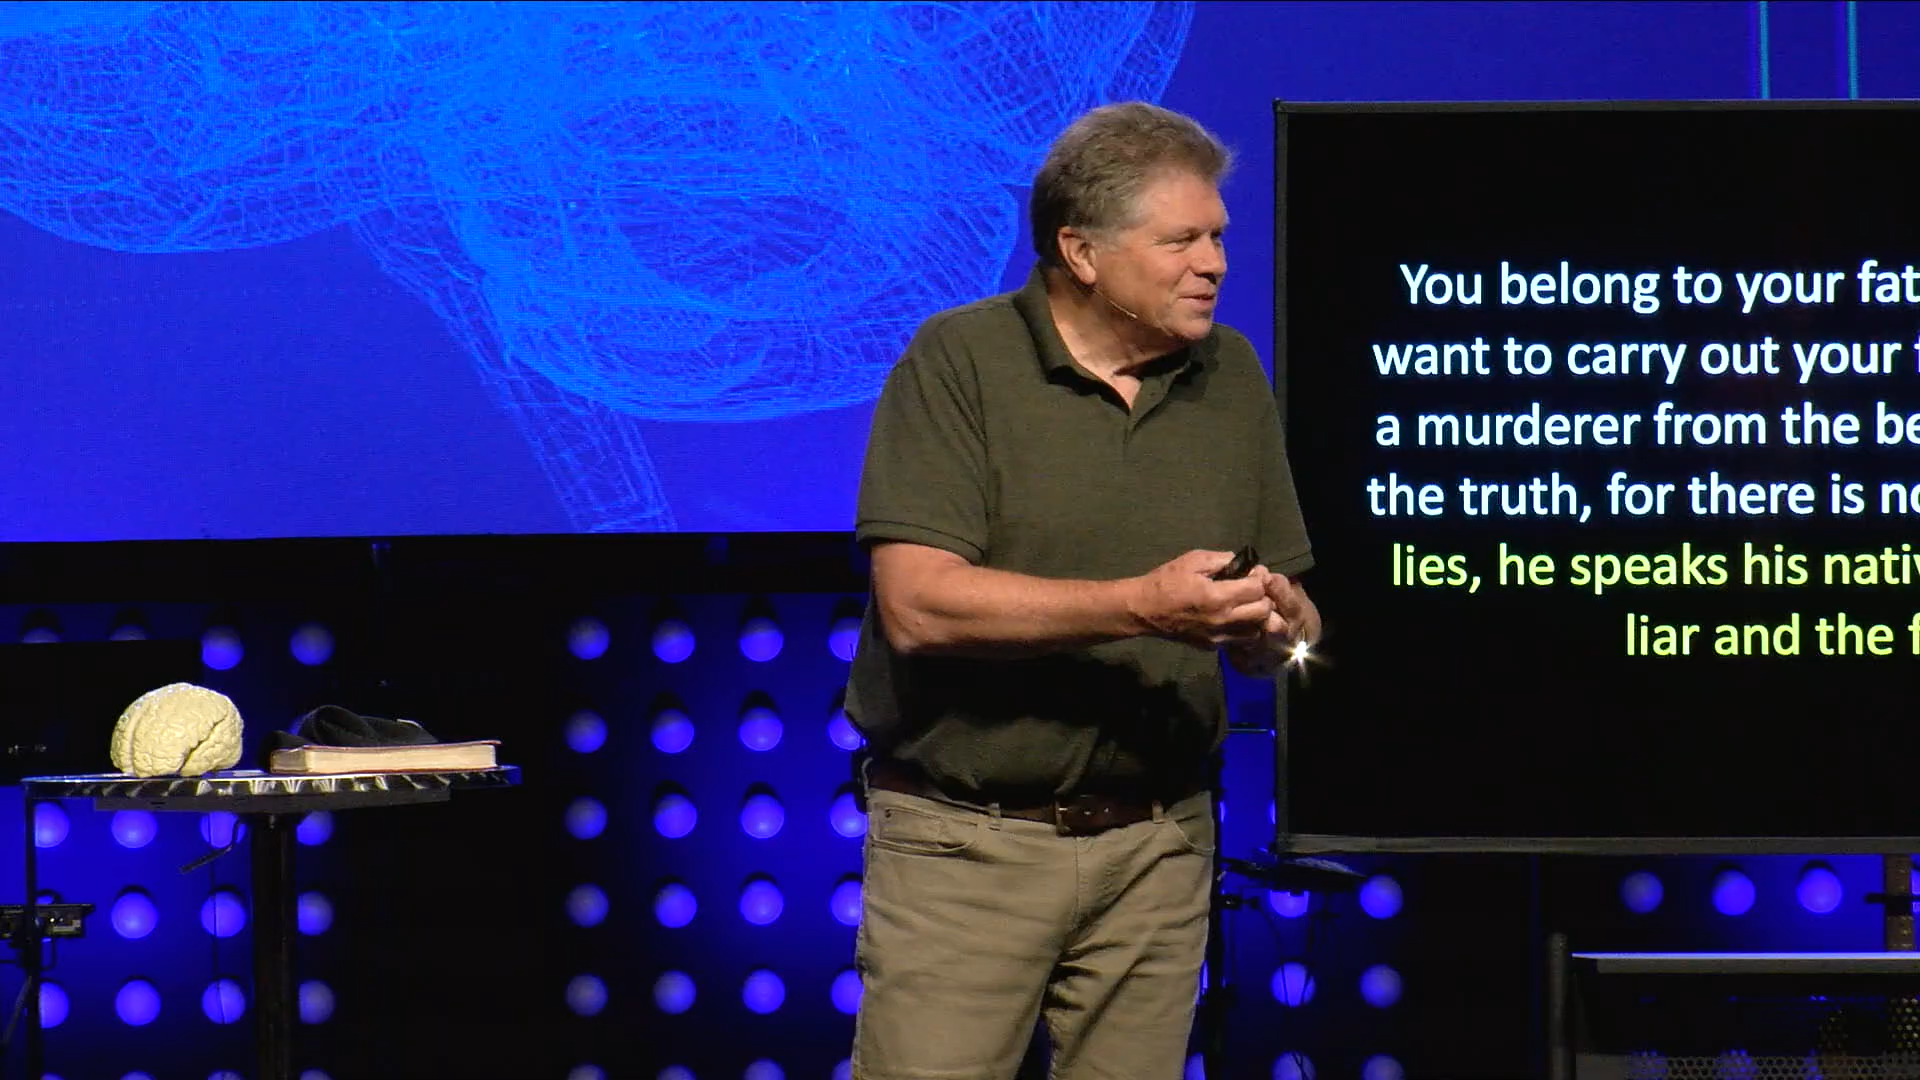 You belong to your fat
want to carry out your f
a murderer from the be
the truth, for there is no
lies, he speaks his nativ
liar and the f